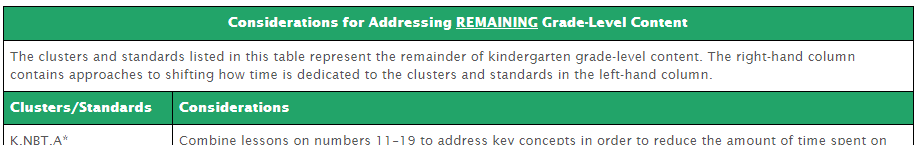 Considerations for Addressing REMAINING Grade-Level Content
The clusters and standards listed in this table represent the remainder of kindergarten grade-level content. The right-hand column
contains approaches to shifting how time is dedicated to the clusters and standards in the left-hand column.
Clusters/Standards Considerations
K.NBT.A* Combine lessons on numbers 11–19 to address key concepts in order to reduce the amount of time spent on